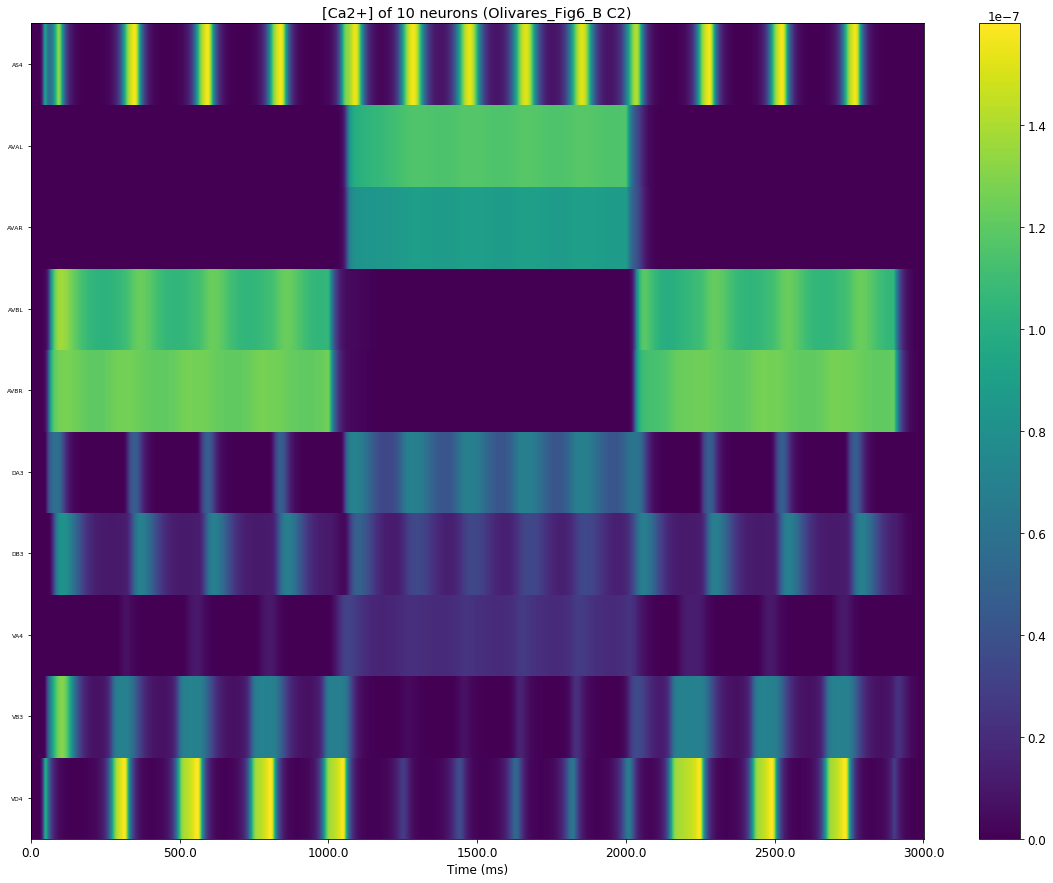 [Ca2+] of 10 neurons (Olivares_Fig6_B C2)
1e−7
AS4
AVAL
AVAR
AVBL
AVBR
DA3
DB3
VA4
VB3
VD4
0.0 500.0 1000.0 1500.0 2000.0 2500.0 3000.0
Time (ms)
1.4
1.2
1.0
0.8
0.6
0.4
0.2
0.0